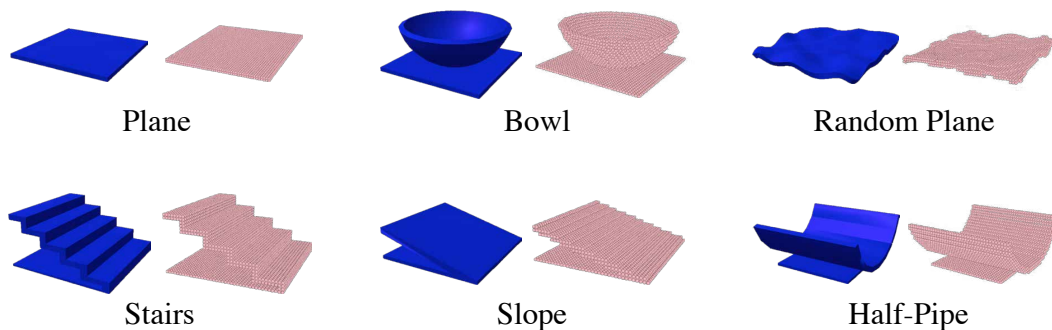 Plane
Bowl
Random Plane
Stairs
Slope
Half-Pipe